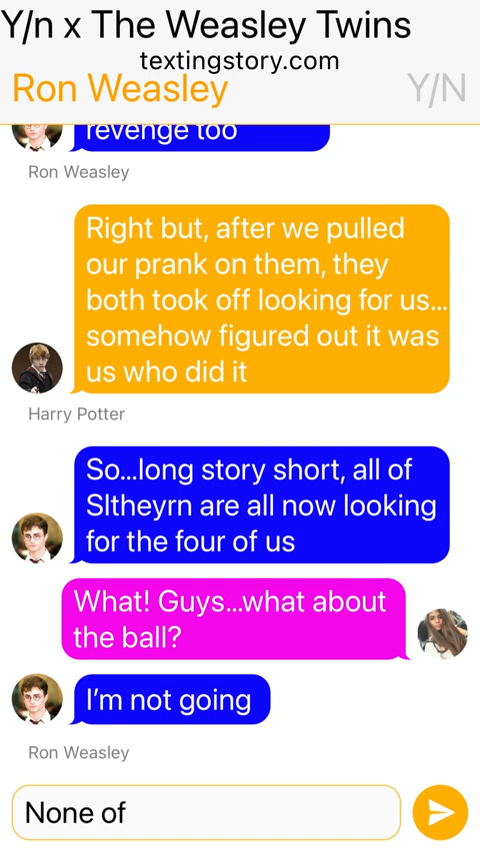 Y/n x The Weasley Twins
textingstory.com
Ron Weasley Y/N
revenge too
Ron Weasley
Right but, after we pulled
our prank on them, they
both took off looking for us...
somehow figured out it was
us who did it
Harry Potter
So...long story short, all of
Sltheyrn are all now looking
for the four of us
What! Guys...what about
the ball?
I’m not going
Ron Weasley
None of